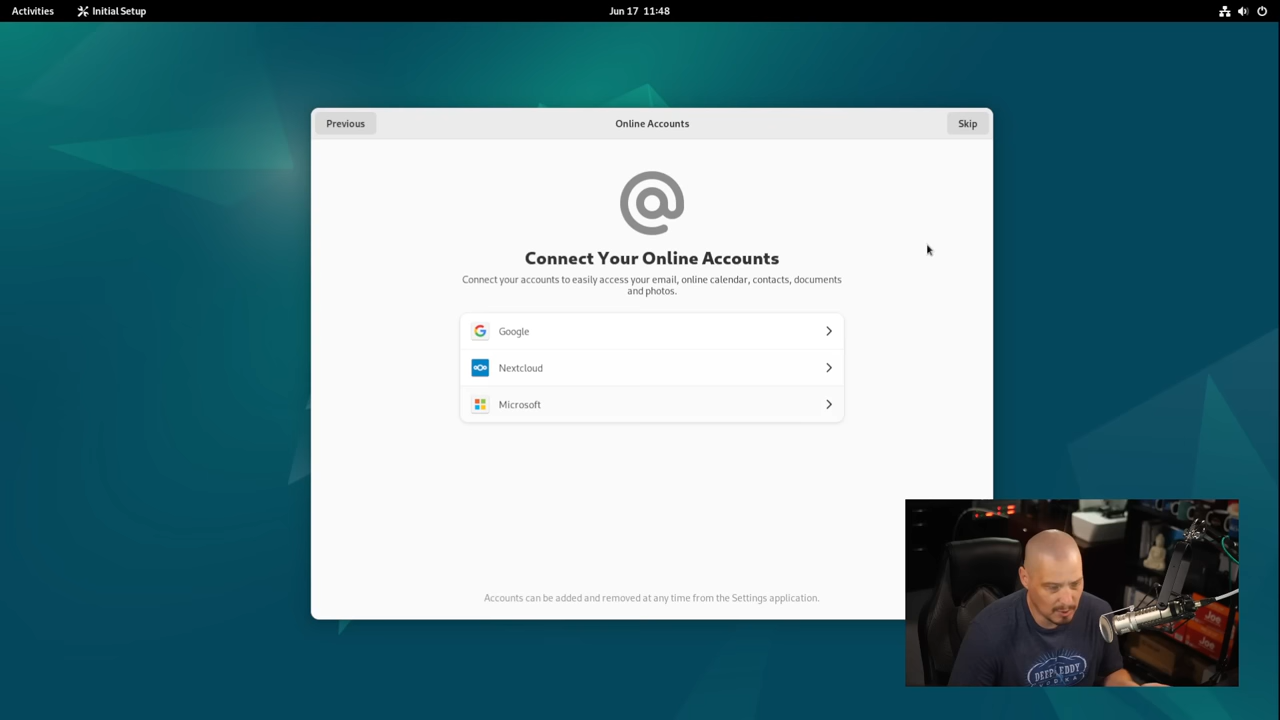 Activities
Initial Setup
Jun 17 11:48
Previous
Online Accounts
Skip
Connect Your Online Accounts
Connect your accounts to easily access your email, online calendar, contacts, documents
and photos.
Google
Nextcloud
Microsoft
Accounts can be added and removed at any time from the Settings application.
DEEP EDDY